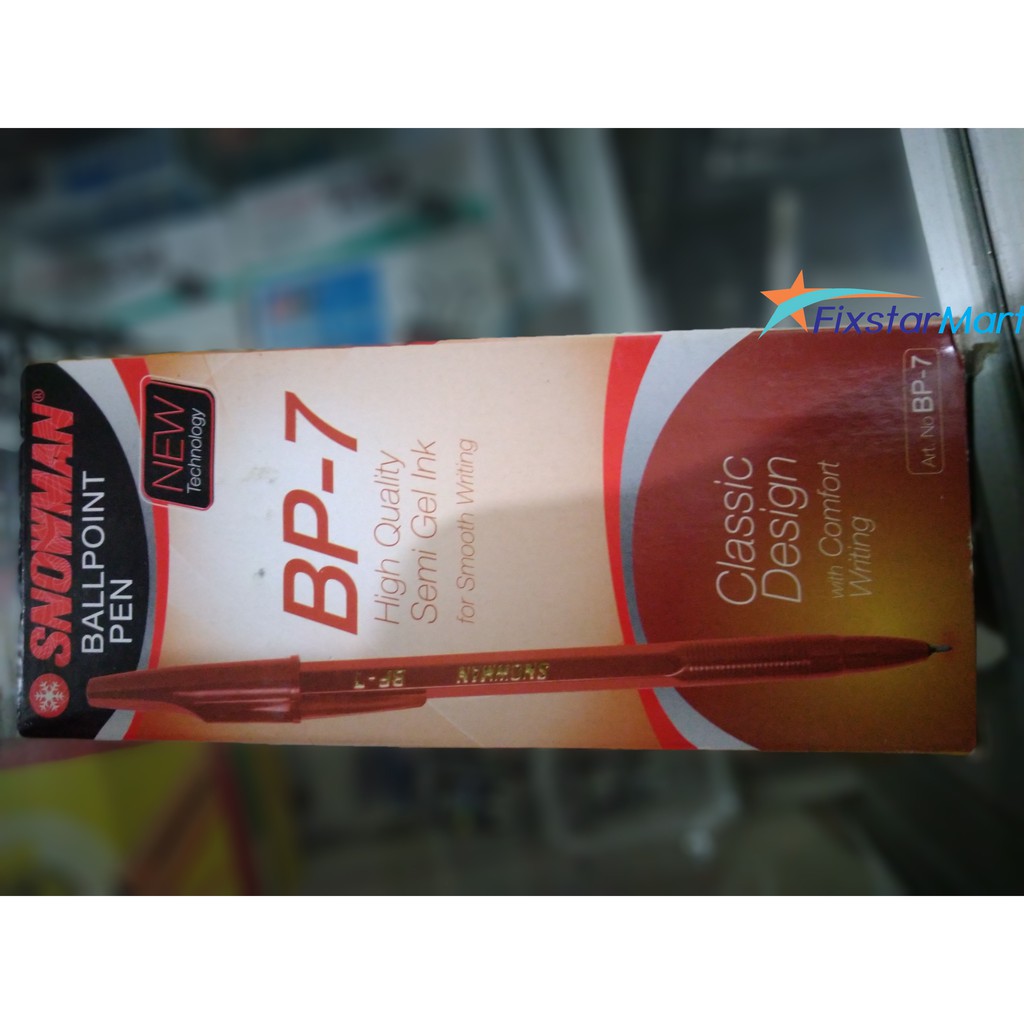 SNOWMAN®
BALLPOINT
PEN
NEW
Technology
BP-7
High Quality
Semi Gel Ink
for Smooth Writing
SNOWMAN BP-7
Classic
Design
with Comfort
Writing
Art. No BP-7
FixstarMart